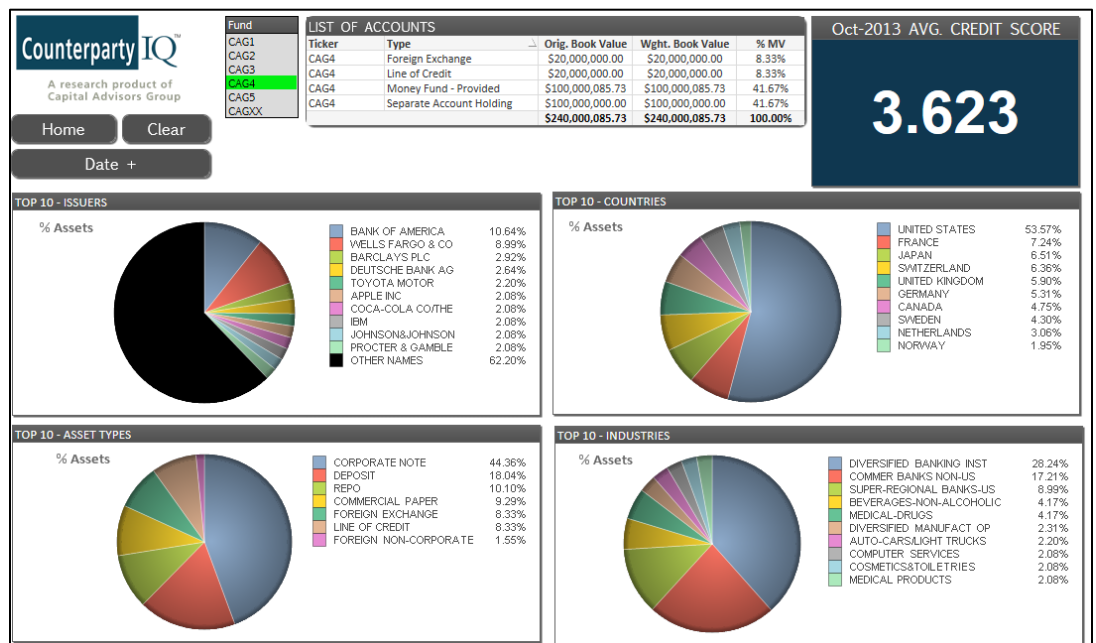 Counterparty IQ™
A research product of
Capital Advisors Group
Home Clear
Date +
Fund
CAG1
CAG2
CAG3
CAG4
CAG5
CAGXX
LIST OF ACCOUNTS
Ticker Type Orig. Book Value Wght. Book Value % MV
CAG4 Foreign Exchange $20,000,000.00 $20,000,000.00 8.33%
CAG4 Line of Credit $20,000,000.00 $20,000,000.00 8.33%
CAG4 Money Fund - Provided $100,000,085.73 $100,000,085.73 41.67%
CAG4 Separate Account Holding $100,000,000.00 $100,000,000.00 41.67%
$240,000,085.73 $240,000,085.73 100.00%
Oct-2013 AVG. CREDIT SCORE
3.623
TOP 10 - ISSUERS
% Assets
BANK OF AMERICA 10.64%
WELLS FARGO & CO 8.99%
BARCLAYS PLC 2.92%
DEUTSCHE BANK AG 2.64%
TOYOTA MOTOR 2.20%
APPLE INC 2.08%
COCA-COLA CO/THE 2.08%
IBM 2.08%
JOHNSON&JOHNSON 2.08%
PROCTER & GAMBLE 2.08%
OTHER NAMES 62.20%
TOP 10 - COUNTRIES
% Assets
UNITED STATES 53.57%
FRANCE 7.24%
JAPAN 6.51%
SWITZERLAND 6.36%
UNITED KINGDOM 5.90%
GERMANY 5.31%
CANADA 4.75%
SWEDEN 4.30%
NETHERLANDS 3.06%
NORWAY 1.95%
TOP 10 - ASSET TYPES
% Assets
CORPORATE NOTE 44.36%
DEPOSIT 18.04%
REPO 10.10%
COMMERCIAL PAPER 9.29%
FOREIGN EXCHANGE 8.33%
LINE OF CREDIT 8.33%
FOREIGN NON-CORPORATE 1.55%
TOP 10 - INDUSTRIES
% Assets
DIVERSIFIED BANKING INST 28.24%
COMMER BANKS NON-US 17.21%
SUPER-REGIONAL BANKS-US 8.99%
BEVERAGES-NON-ALCOHOLIC 4.17%
MEDICAL-DRUGS 4.17%
DIVERSIFIED MANUFACT OP 2.31%
AUTO-CARS/LIGHT TRUCKS 2.20%
COMPUTER SERVICES 2.08%
COSMETICS&TOILETRIES 2.08%
MEDICAL PRODUCTS 2.08%